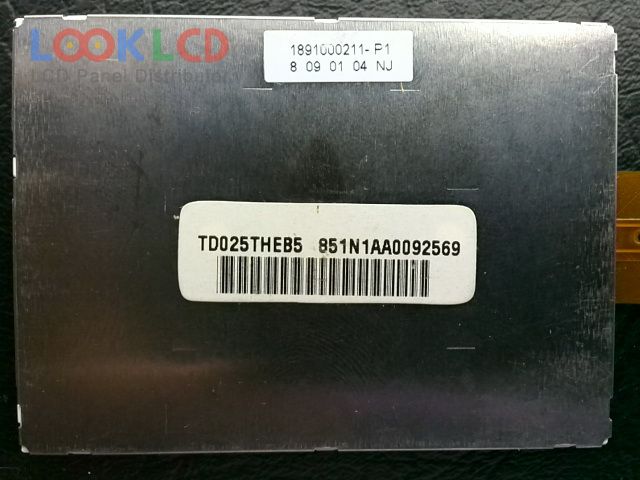 LOOKLCD
LCD Panel Distributor
1891000211- P1
8 09 01 04 NJ
TD025THEB5 851N1AA0092569